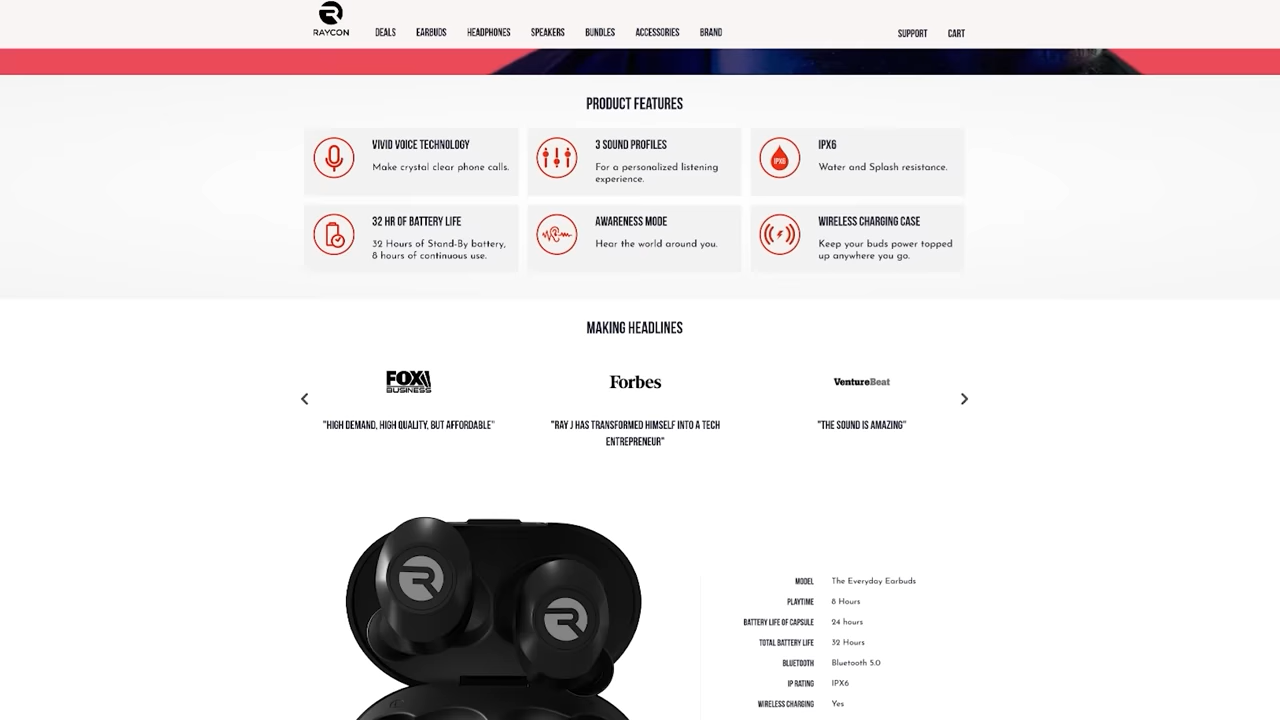 RAYCON
DEALS EARBUDS HEADPHONES SPEAKERS BUNDLES ACCESSORIES BRAND SUPPORT CART
PRODUCT FEATURES
VIVID VOICE TECHNOLOGY
Make crystal clear phone calls.
3 SOUND PROFILES
For a personalized listening
experience.
IPX6
IPX6
Water and Splash resistance.
32 HR OF BATTERY LIFE
32 Hours of Stand-By battery,
8 hours of continuous use.
AWARENESS MODE
Hear the world around you.
WIRELESS CHARGING CASE
Keep your buds power topped
up anywhere you go.
MAKING HEADLINES
FOX
BUSINESS
"HIGH DEMAND, HIGH QUALITY, BUT AFFORDABLE"
Forbes
"RAY J HAS TRANSFORMED HIMSELF INTO A TECH
ENTREPRENEUR"
VentureBeat
"THE SOUND IS AMAZING"
MODEL The Everyday Earbuds
PLAYTIME 8 Hours
BATTERY LIFE OF CAPSULE 24 hours
TOTAL BATTERY LIFE 32 Hours
BLUETOOTH Bluetooth 5.0
IP RATING IPX6
WIRELESS CHARGING Yes